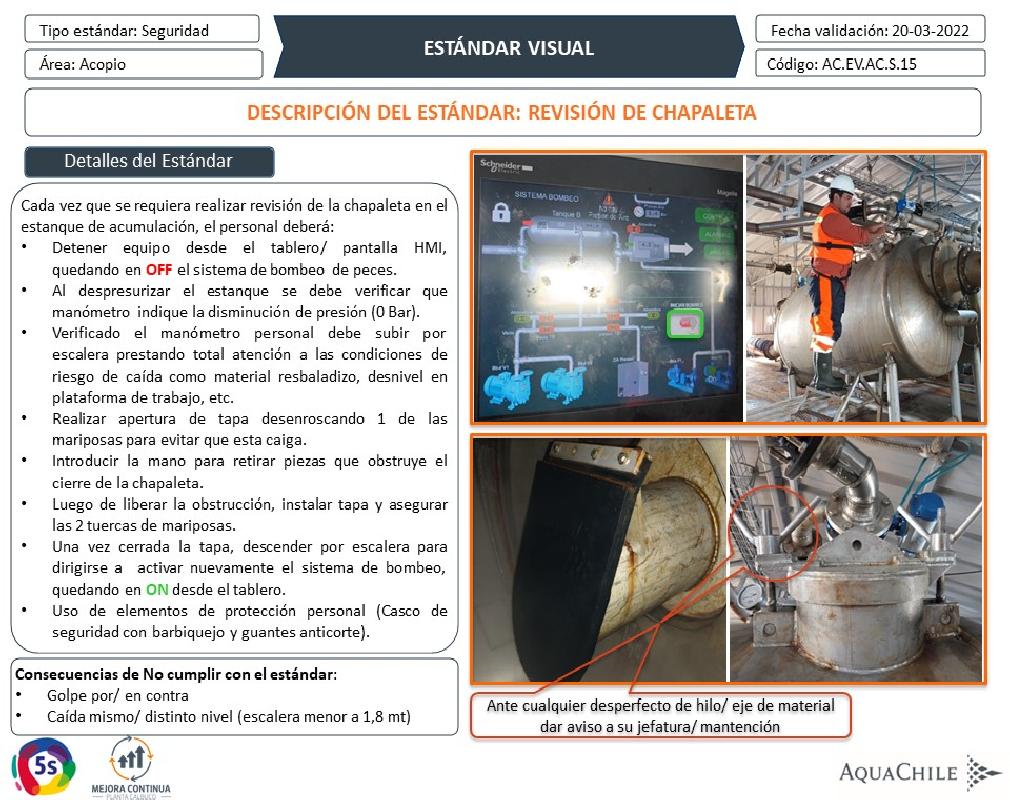 Tipo estándar: Seguridad
Área: Acopio
ESTÁNDAR VISUAL
Fecha validación: 20-03-2022
Código: AC.EV.AC.S.15
DESCRIPCIÓN DEL ESTÁNDAR: REVISIÓN DE CHAPALETA
Detalles del Estándar
Cada vez que se requiera realizar revisión de la chapaleta en el
estanque de acumulación, el personal deberá:
• Detener equipo desde el tablero/ pantalla HMI,
quedando en OFF el sistema de bombeo de peces.
• Al despresurizar el estanque se debe verificar que
manómetro indique la disminución de presión (0 Bar).
• Verificado el manómetro personal debe subir por
escalera prestando total atención a las condiciones de
riesgo de caída como material resbaladizo, desnivel en
plataforma de trabajo, etc.
• Realizar apertura de tapa desenroscando 1 de las
mariposas para evitar que esta caiga.
• Introducir la mano para retirar piezas que obstruye el
cierre de la chapaleta.
• Luego de liberar la obstrucción, instalar tapa y asegurar
las 2 tuercas de mariposas.
• Una vez cerrada la tapa, descender por escalera para
dirigirse a activar nuevamente el sistema de bombeo,
quedando en ON desde el tablero.
• Uso de elementos de protección personal (Casco de
seguridad con barbiquejo y guantes anticorte).
Consecuencias de No cumplir con el estándar:
• Golpe por/ en contra
• Caída mismo/ distinto nivel (escalera menor a 1,8 mt)
Schneider
Electric
Magelis
SISTEMA BOMBEO
Tanque B
Ante cualquier desperfecto de hilo/ eje de material
dar aviso a su jefatura/ mantención
5s
MEJORA CONTINUA
PLANTA CALBUCO
AQUACHILE